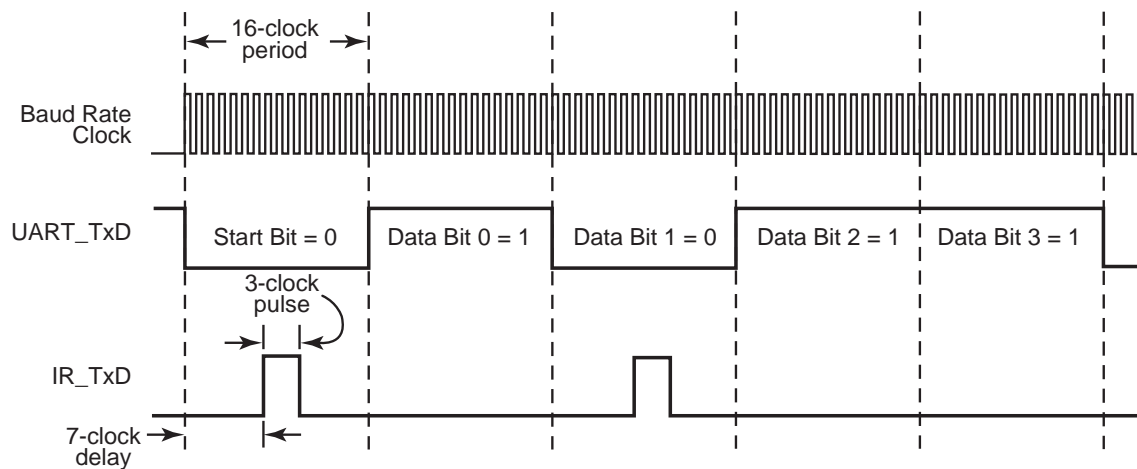 16-clock
period
Baud Rate
Clock
UART_TxD
Start Bit = 0
Data Bit 0 = 1
Data Bit 1 = 0
Data Bit 2 = 1
Data Bit 3 = 1
3-clock
pulse
IR_TxD
7-clock
delay